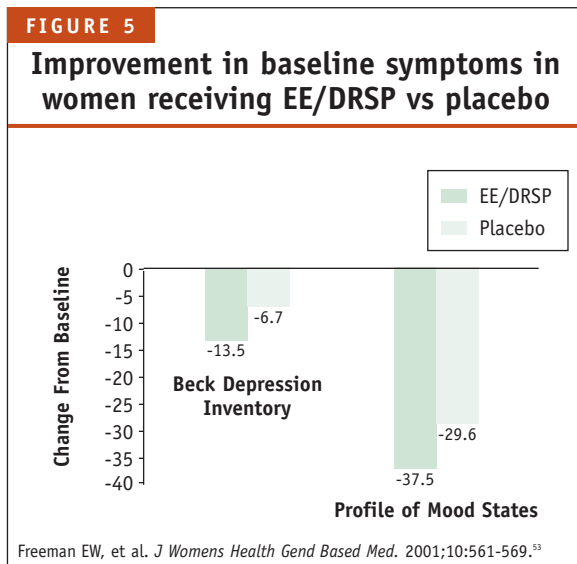 FIGURE 5
Improvement in baseline symptoms in
women receiving EE/DRSP vs placebo
EE/DRSP
Placebo
Change From Baseline
0
-5
-10
-15
-20
-25
-30
-35
-40
-13.5
-6.7
Beck Depression
Inventory
-37.5
-29.6
Profile of Mood States
Freeman EW, et al. J Womens Health Gend Based Med. 2001;10:561-569.53